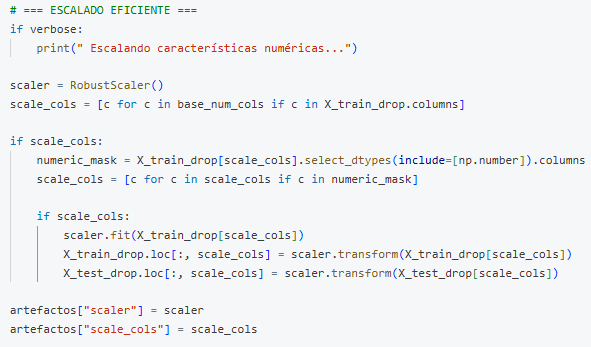 # === ESCALADO EFICIENTE ===
if verbose:
    print(" Escalando características numéricas...")

scaler = RobustScaler()
scale_cols = [c for c in base_num_cols if c in X_train_drop.columns]

if scale_cols:
    numeric_mask = X_train_drop[scale_cols].select_dtypes(include=[np.number]).columns
    scale_cols = [c for c in scale_cols if c in numeric_mask]

    if scale_cols:
        scaler.fit(X_train_drop[scale_cols])
        X_train_drop.loc[:, scale_cols] = scaler.transform(X_train_drop[scale_cols])
        X_test_drop.loc[:, scale_cols] = scaler.transform(X_test_drop[scale_cols])

artefactos["scaler"] = scaler
artefactos["scale_cols"] = scale_cols